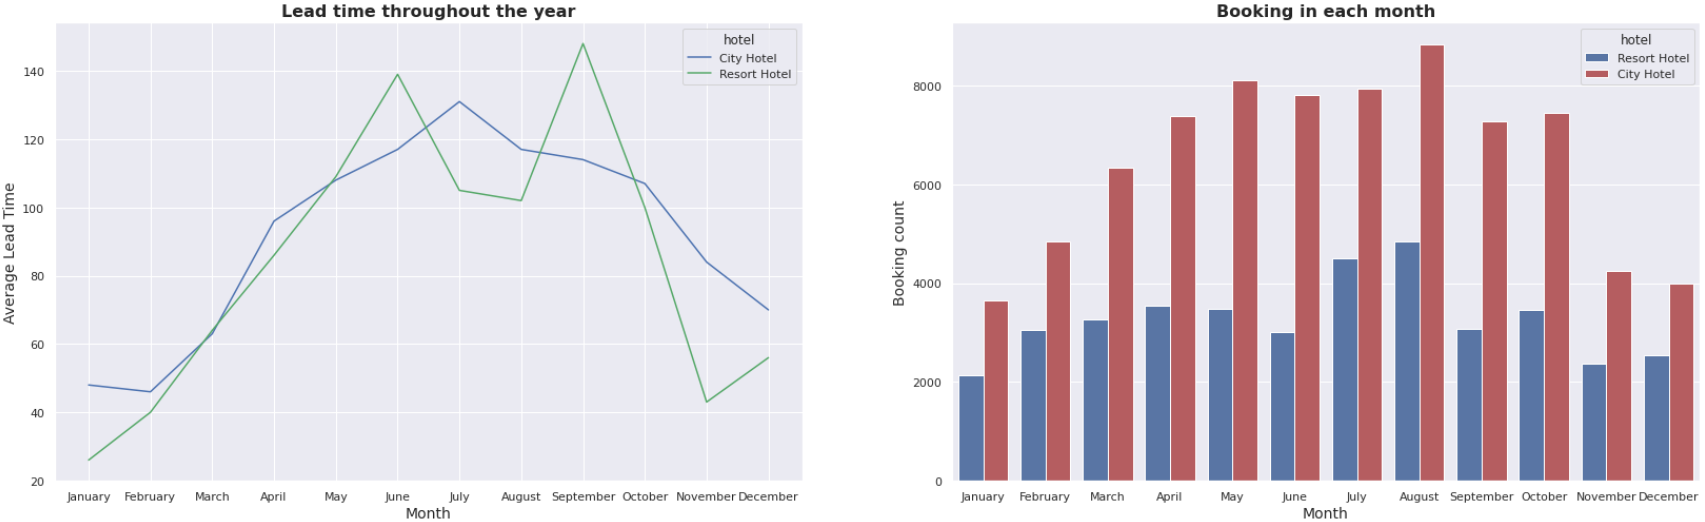 Lead time throughout the year
hotel
City Hotel
Resort Hotel
140
120
100
80
60
40
20
Average Lead Time
January February March April May June July August September October November December
Month
Booking in each month
hotel
Resort Hotel
City Hotel
8000
6000
4000
2000
0
Booking count
January February March April May June July August September October November December
Month